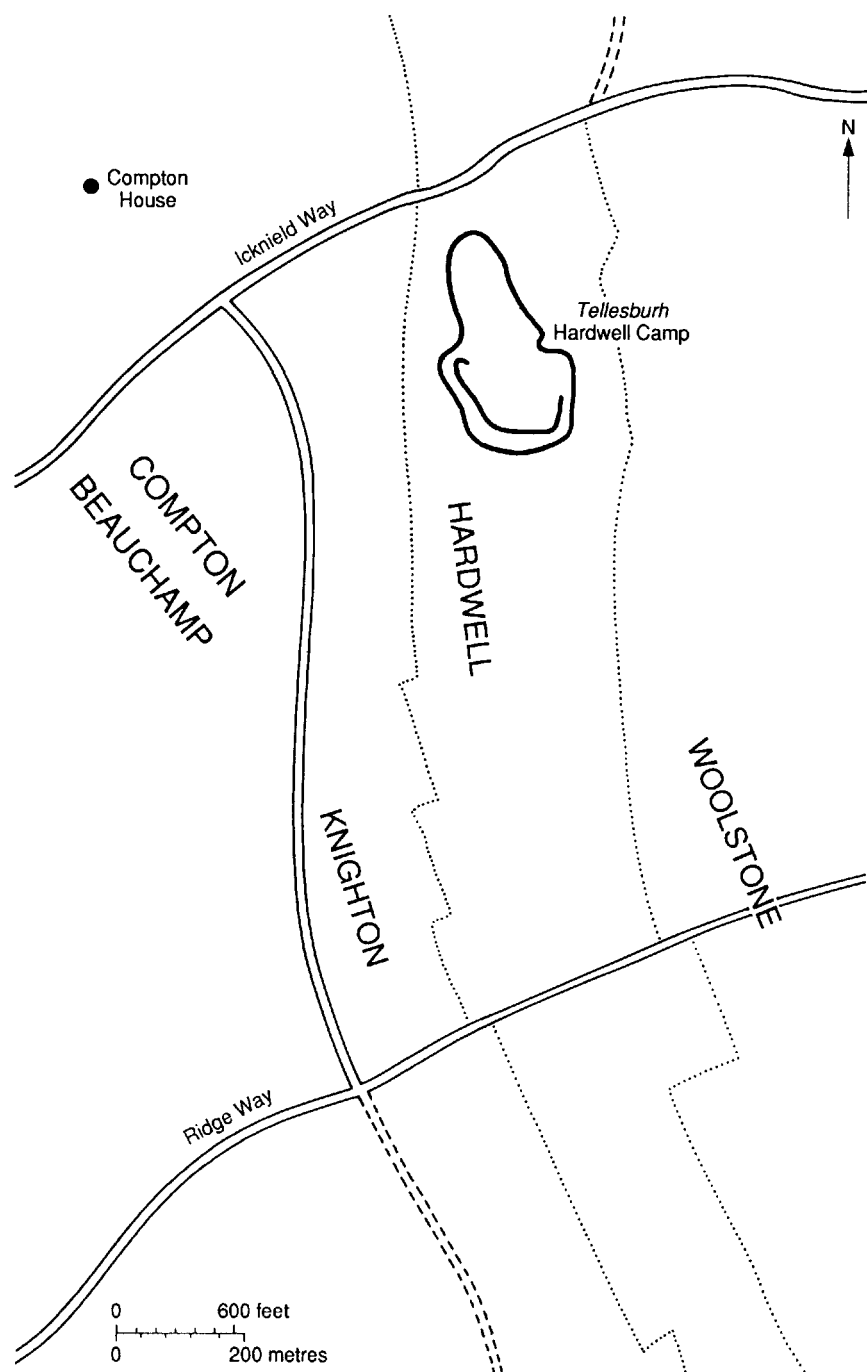 N
Compton
House
Icknield Way
Tellesburh
Hardwell Camp
COMPTON
BEAUCHAMP
HARDWELL
WOOLSTONE
KNIGHTON
Ridge Way
0 600 feet
0 200 metres